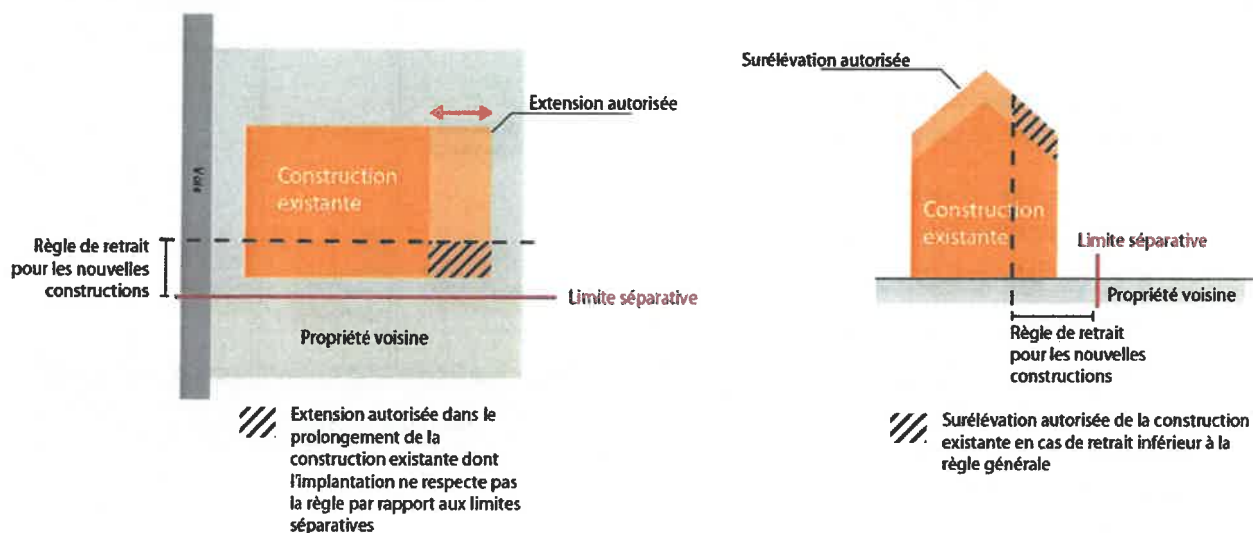 Voie
Extension autorisée
Construction
existante
Règle de retrait
pour les nouvelles
constructions
Limite séparative
Propriété voisine
Extension autorisée dans le
prolongement de la
construction existante dont
l'implantation ne respecte pas
la règle par rapport aux limites
séparatives
Surélévation autorisée
Construction
existante
Limite séparative
Propriété voisine
Règle de retrait
pour les nouvelles
constructions
Surélévation autorisée de la construction
existante en cas de retrait inférieur à la
règle générale